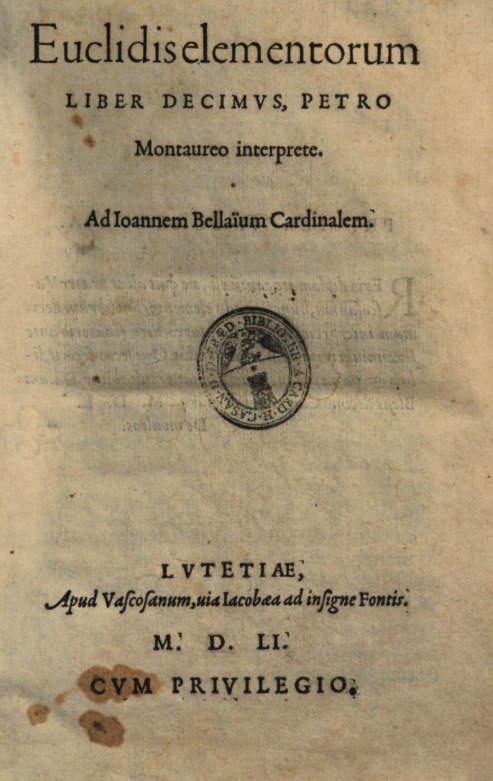 Euclidis elementorum
LIBER DECIMVS, PETRO
Montaureo interprete.
Ad Ioannem Bellaïum Cardinalem.
LVTETIAE,
Apud Vaſcoſanum, uia Iacobæa ad inſigne Fontis.
M. D. LI.
CVM PRIVILEGIO.